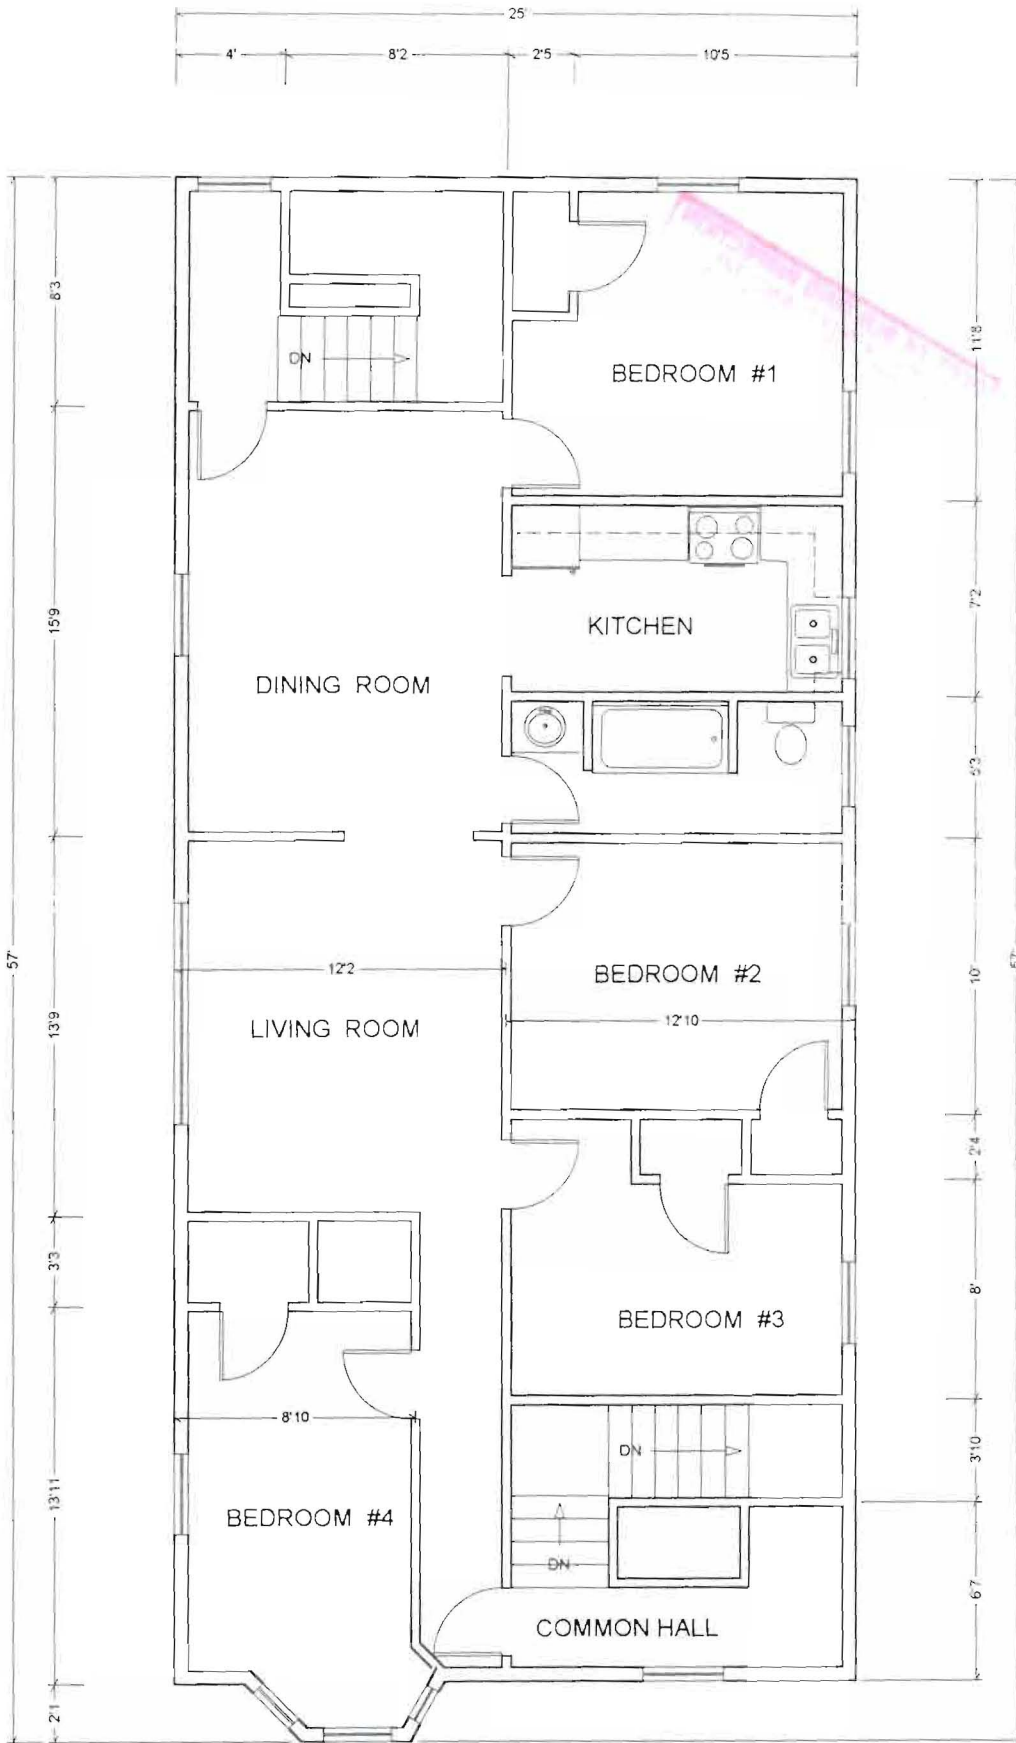 25'
4'
8'2
2'5
10'5
8'3
DN
BEDROOM #1
11'8
15'9
KITCHEN
7'2
DINING ROOM
5'3
57'
13'9
12'2
BEDROOM #2
10'
12'10
LIVING ROOM
2'4
3'3
BEDROOM #3
8'
8'10
DN
3'10
13'11
BEDROOM #4
DN
6'7
COMMON HALL
2'1